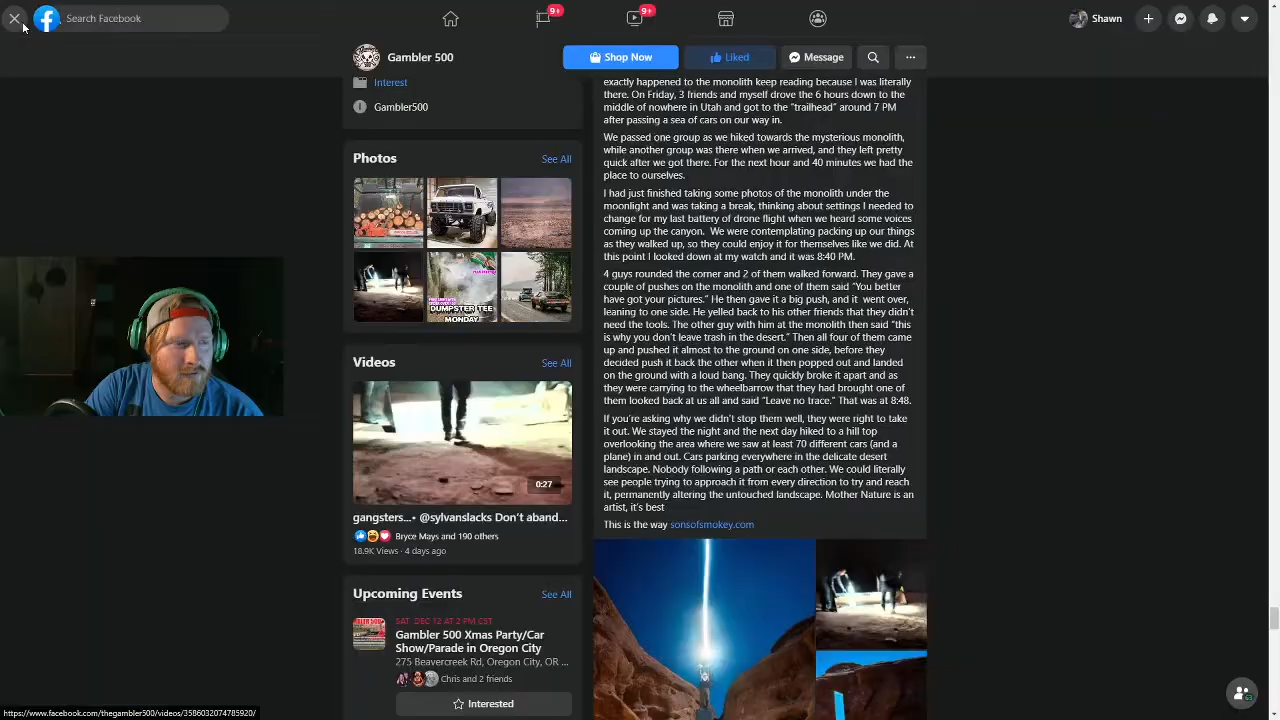 Search Facebook
9+
9+
Shawn
Gambler 500
Shop Now
Liked
Message
Interest
Gambler500
Photos
See All
DUMPSTER TEE
MONDAY
Videos
See All
0:27
gangsters...• @sylvanslacks Don't aband...
Bryce Mays and 190 others
18.9K Views · 4 days ago
Upcoming Events
See All
SAT, DEC 12 AT 2 PM CST
Gambler 500 Xmas Party/Car
Show/Parade in Oregon City
275 Beavercreek Rd, Oregon City, OR ...
Chris and 2 friends
Interested
exactly happened to the monolith keep reading because I was literally
there. On Friday, 3 friends and myself drove the 6 hours down to the
middle of nowhere in Utah and got to the "trailhead" around 7 PM
after passing a sea of cars on our way in.
We passed one group as we hiked towards the mysterious monolith,
while another group was there when we arrived, and they left pretty
quick after we got there. For the next hour and 40 minutes we had the
place to ourselves.
I had just finished taking some photos of the monolith under the
moonlight and was taking a break, thinking about settings I needed to
change for my last battery of drone flight when we heard some voices
coming up the canyon. We were contemplating packing up our things
as they walked up, so they could enjoy it for themselves like we did. At
this point I looked down at my watch and it was 8:40 PM.
4 guys rounded the corner and 2 of them walked forward. They gave a
couple of pushes on the monolith and one of them said "You better
have got your pictures." He then gave it a big push, and it went over,
leaning to one side. He yelled back to his other friends that they didn't
need the tools. The other guy with him at the monolith then said "this
is why you don't leave trash in the desert." Then all four of them came
up and pushed it almost to the ground on one side, before they
decided push it back the other when it then popped out and landed
on the ground with a loud bang. They quickly broke it apart and as
they were carrying to the wheelbarrow that they had brought one of
them looked back at us all and said "Leave no trace." That was at 8:48.
If you're asking why we didn't stop them well, they were right to take
it out. We stayed the night and the next day hiked to a hill top
overlooking the area where we saw at least 70 different cars (and a
plane) in and out. Cars parking everywhere in the delicate desert
landscape. Nobody following a path or each other. We could literally
see people trying to approach it from every direction to try and reach
it, permanently altering the untouched landscape. Mother Nature is an
artist, it's best
This is the way sonsofsmokey.com
https://www.facebook.com/thegambler500/videos/3586032074785920/